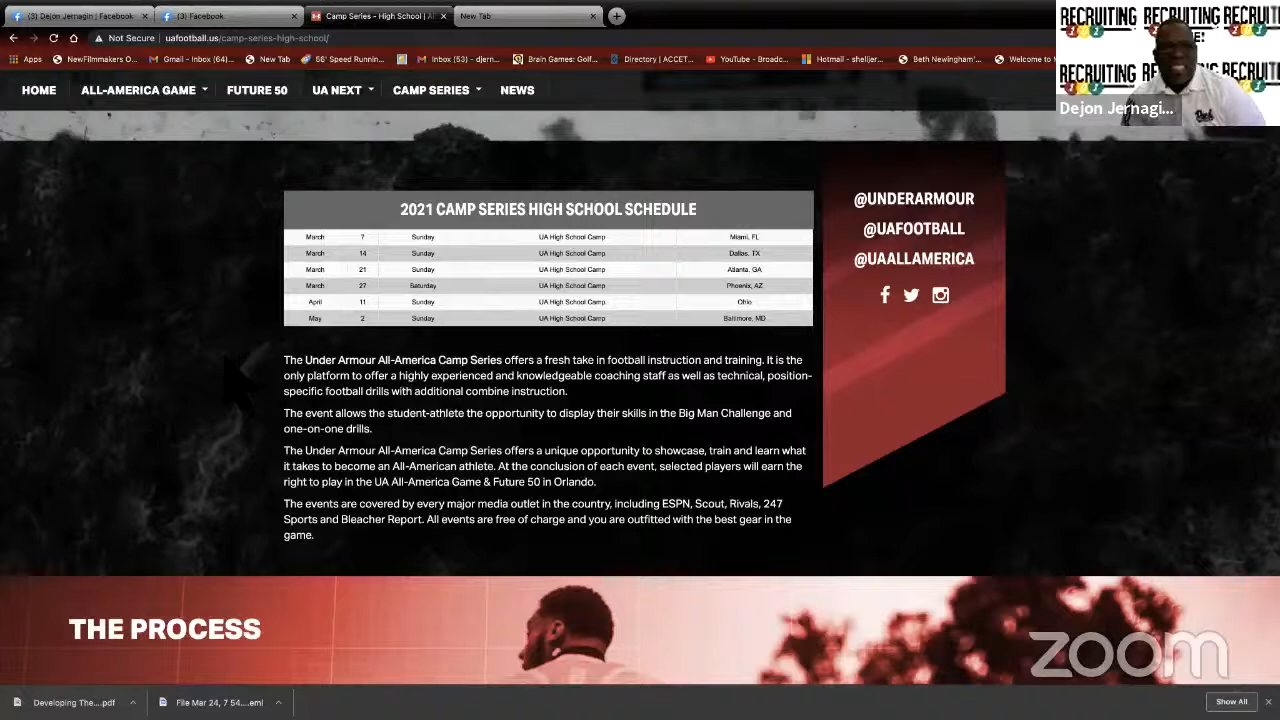 (3) Dejon Jernagin | Facebook
(3) Facebook
Camp Series - High School | Al
New Tab
Not Secure | uafootball.us/camp-series-high-school/
Apps
NewFilmmakers O...
Gmail - Inbox (64)...
New Tab
56' Speed Runnin...
Inbox (53) - djern...
Brain Games: Golf...
Directory | ACCET...
YouTube - Broadc...
Hotmail - shelijer...
Beth Newingham'...
Welcome to
HOME
ALL-AMERICA GAME
FUTURE 50
UA NEXT
CAMP SERIES
NEWS
RECRUITING
RECRUITING
RECRUITING
RECRUITING
Dejon Jernagi...
2021 CAMP SERIES HIGH SCHOOL SCHEDULE
March 7 Sunday UA High School Camp Miami, FL
March 14 Sunday UA High School Camp Dallas, TX
March 21 Sunday UA High School Camp Atlanta, GA
March 27 Saturday UA High School Camp Phoenix, AZ
April 11 Sunday UA High School Camp Ohio
May 2 Sunday UA High School Camp Baltimore, MD
@UNDERARMOUR
@UAFOOTBALL
@UAALLAMERICA
The Under Armour All-America Camp Series offers a fresh take in football instruction and training. It is the
only platform to offer a highly experienced and knowledgeable coaching staff as well as technical, position-
specific football drills with additional combine instruction.
The event allows the student-athlete the opportunity to display their skills in the Big Man Challenge and
one-on-one drills.
The Under Armour All-America Camp Series offers a unique opportunity to showcase, train and learn what
it takes to become an All-American athlete. At the conclusion of each event, selected players will earn the
right to play in the UA All-America Game & Future 50 in Orlando.
The events are covered by every major media outlet in the country, including ESPN, Scout, Rivals, 247
Sports and Bleacher Report. All events are free of charge and you are outfitted with the best gear in the
game.
THE PROCESS
zoom
Developing The....pdf
File Mar 24, 7 54....eml
Show All